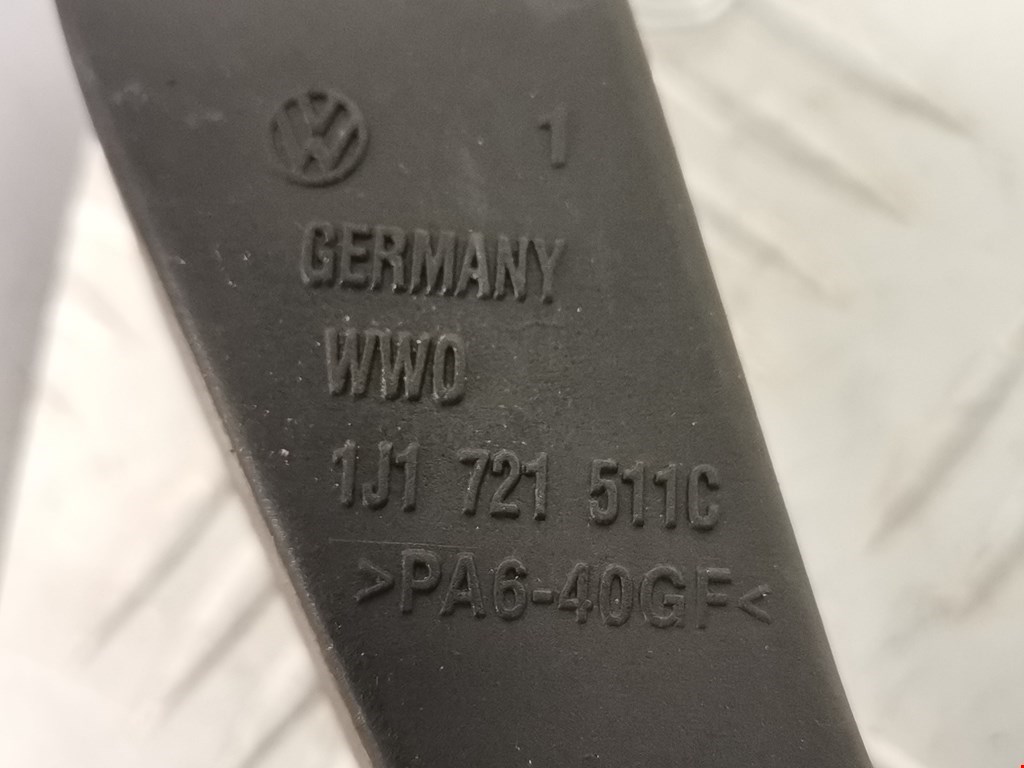 1
GERMANY
WWO
1J1 721 511C
>PA6-40GF<